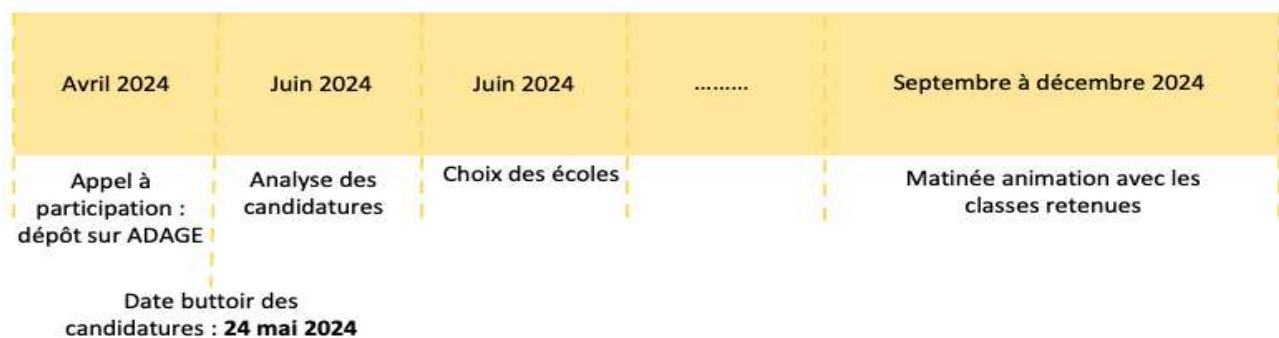 Avril 2024
Juin 2024
Juin 2024
.........
Septembre à décembre 2024
Appel à
participation :
dépôt sur ADAGE
Analyse des
candidatures
Choix des écoles
Matinée animation avec les
classes retenues
Date buttoir des
candidatures : 24 mai 2024